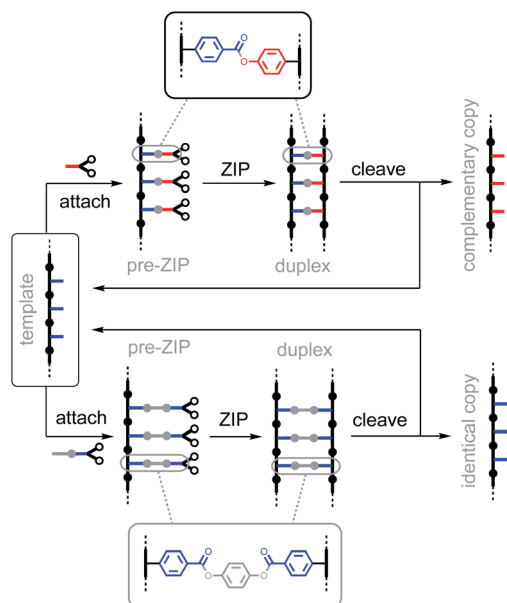 O
O
attach
ZIP
cleave
complementary copy
pre-ZIP
duplex
template
pre-ZIP
duplex
attach
ZIP
cleave
identical copy
O
O
O
O